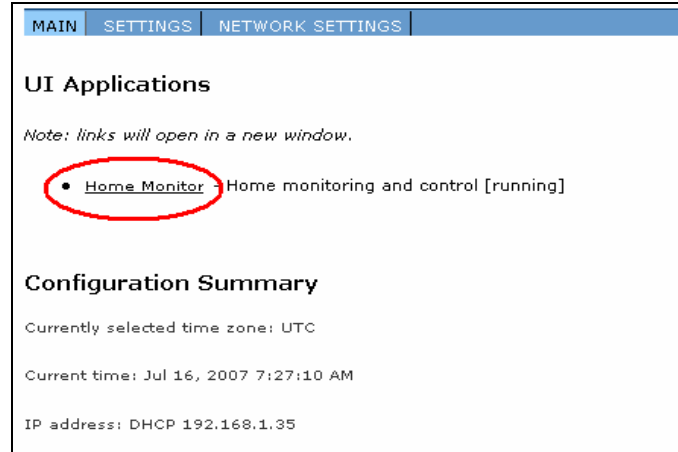 MAIN SETTINGS NETWORK SETTINGS
UI Applications
Note: links will open in a new window.
• Home Monitor - Home monitoring and control [running]
Configuration Summary
Currently selected time zone: UTC
Current time: Jul 16, 2007 7:27:10 AM
IP address: DHCP 192.168.1.35